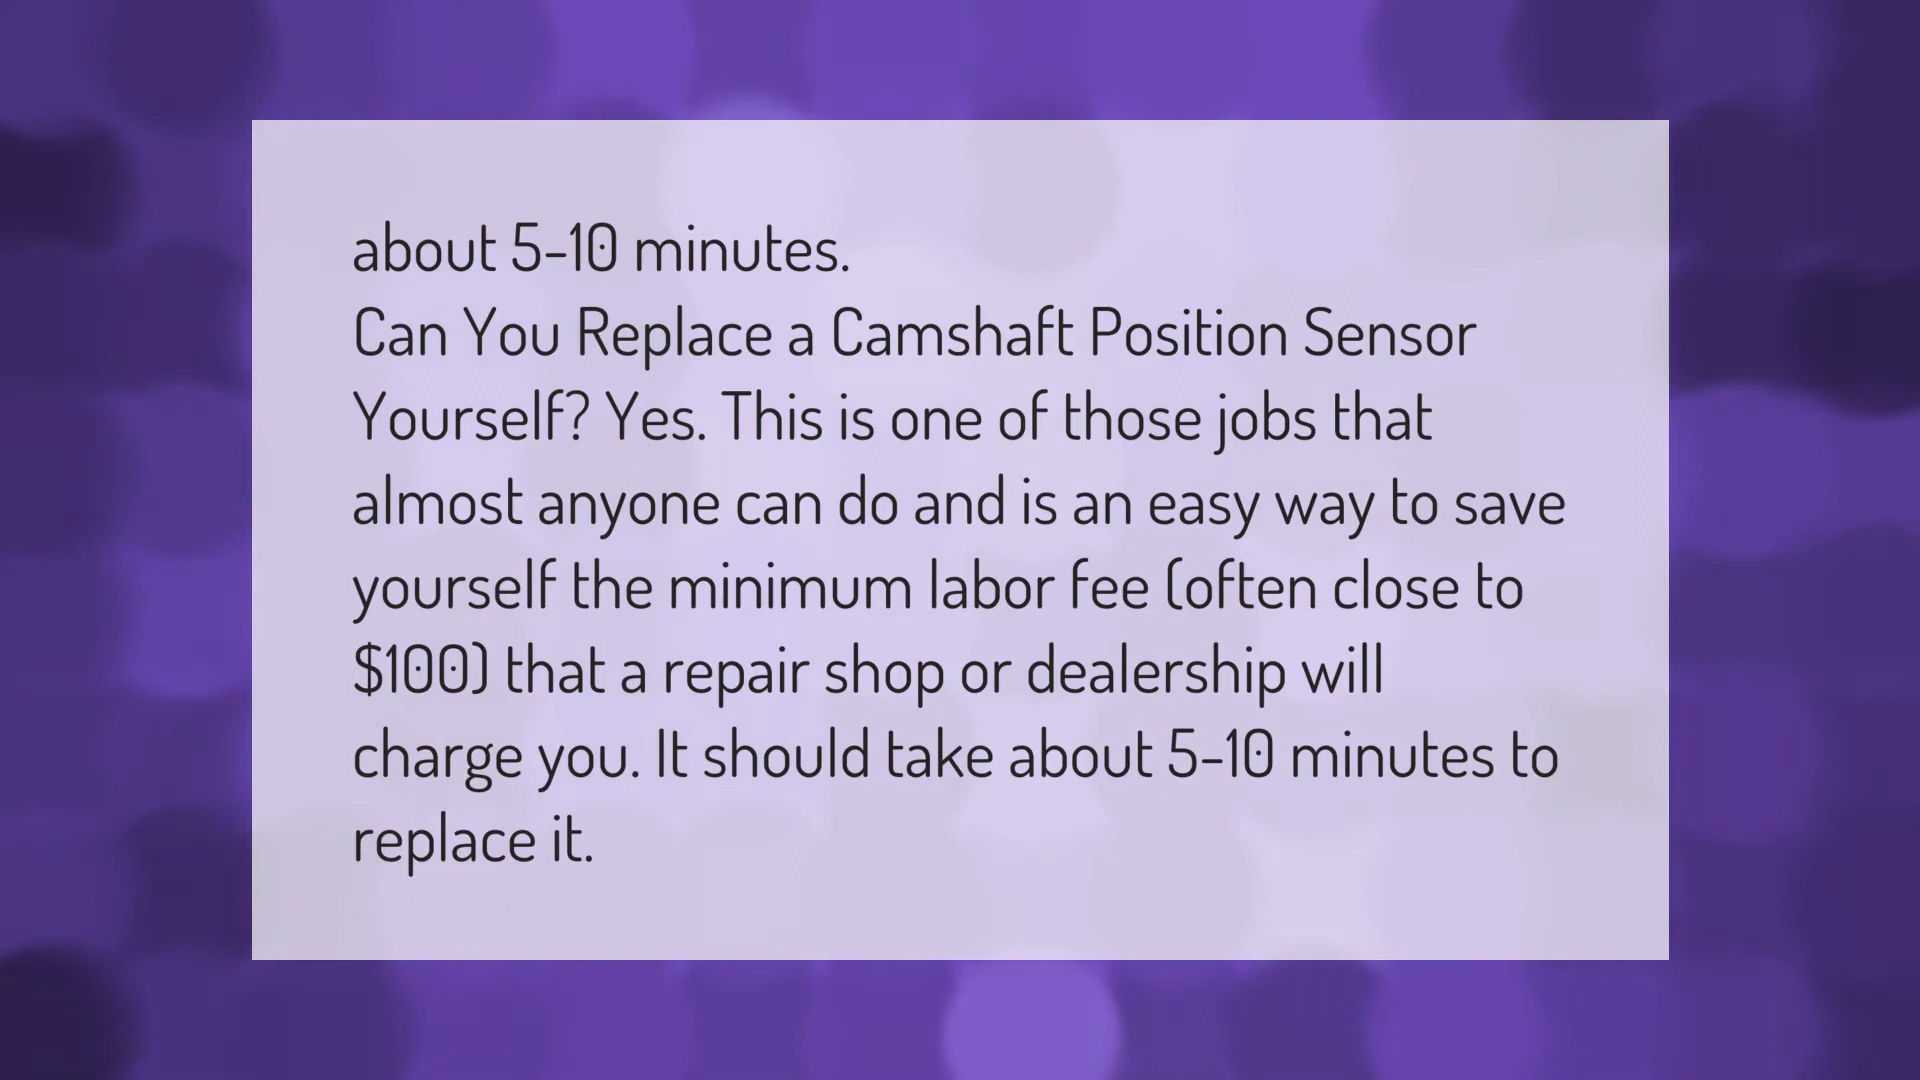 about 5-10 minutes.
Can You Replace a Camshaft Position Sensor
Yourself? Yes. This is one of those jobs that
almost anyone can do and is an easy way to save
yourself the minimum labor fee (often close to
$100) that a repair shop or dealership will
charge you. It should take about 5-10 minutes to
replace it.